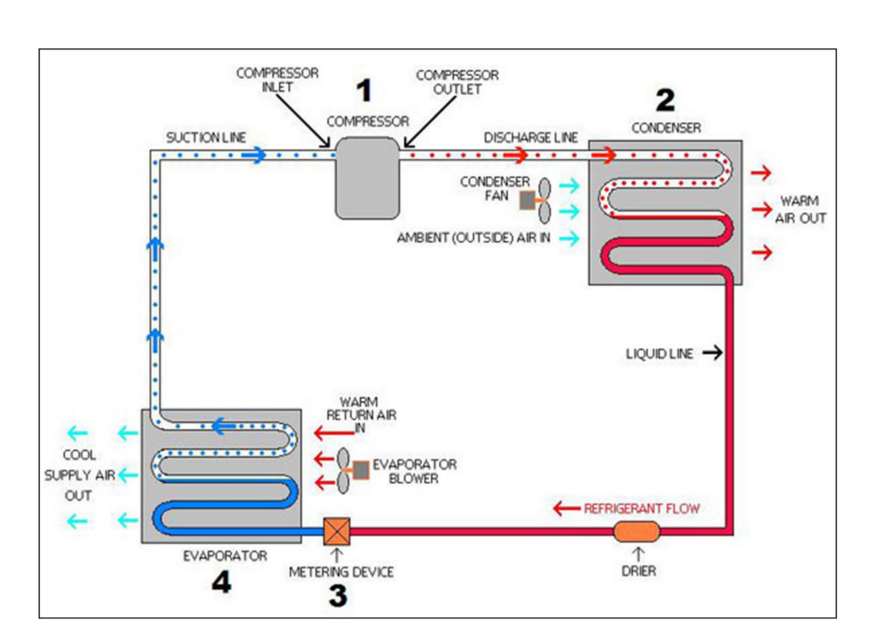 COMPRESSOR
INLET
1
COMPRESSOR
OUTLET
2
COMPRESSOR
CONDENSER
SUCTION LINE
DISCHARGE LINE
CONDENSER
FAN
WARM
AIR OUT
AMBIENT (OUTSIDE) AIR IN
LIQUID LINE
WARM
RETURN AIR
IN
COOL
SUPPLY AIR
OUT
EVAPORATOR
BLOWER
REFRIGERANT FLOW
EVAPORATOR
4
METERING DEVICE
3
DRIER